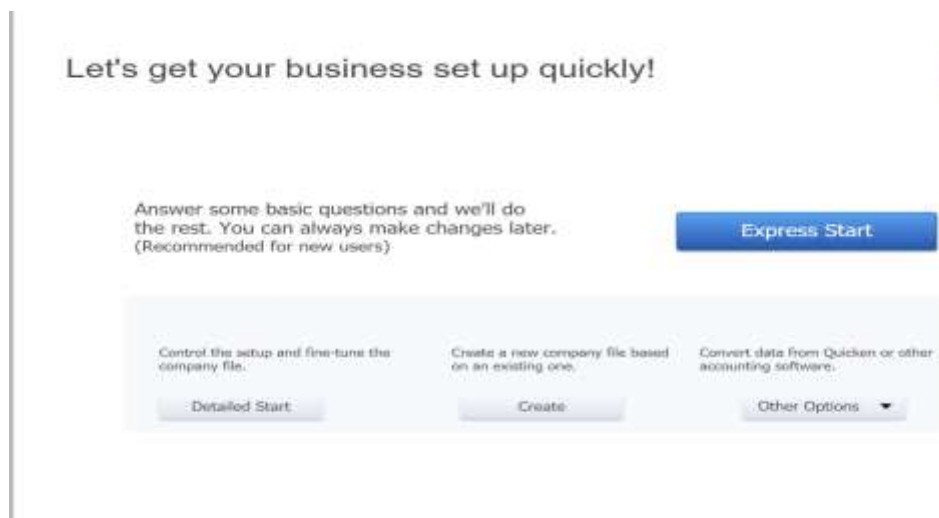 Let's get your business set up quickly!
Answer some basic questions and we'll do
the rest. You can always make changes later.
(Recommended for new users)
Express Start
Control the setup and fine-tune the
company file.
Detailed Start
Create a new company file based
on an existing one.
Create
Convert data from Quicken or other
accounting software.
Other Options